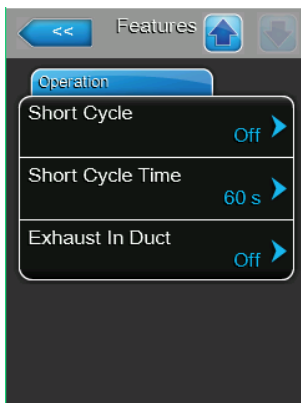 << Features
Operation
Short Cycle
Off
Short Cycle Time
60 s
Exhaust In Duct
Off